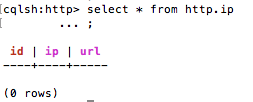 [cqlsh:http> select * from http.ip
[        ... ;
 id | ip | url
----+----+-----
(0 rows)